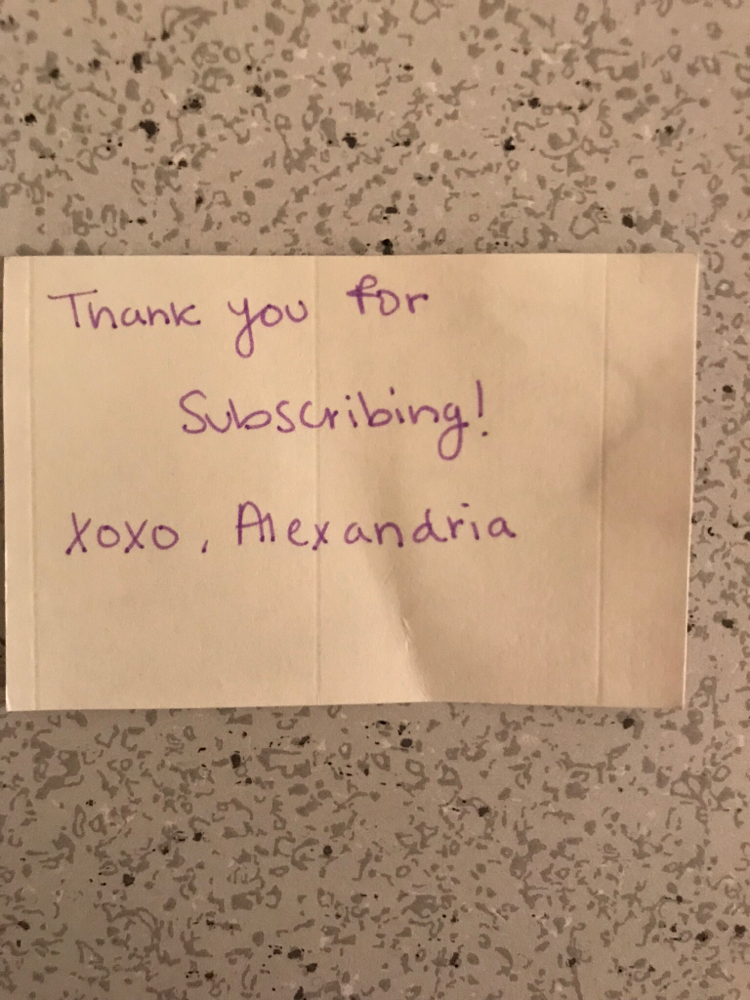 Thank you for
Subscribing!
xoxo, Alexandria